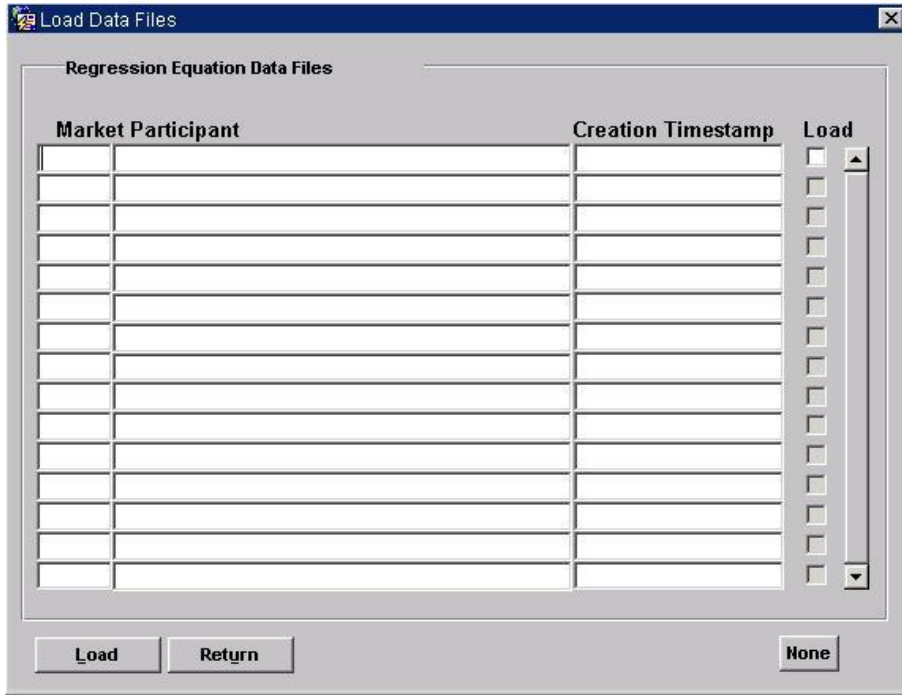 Load Data Files
Regression Equation Data Files
Market Participant Creation Timestamp Load
Load Return None